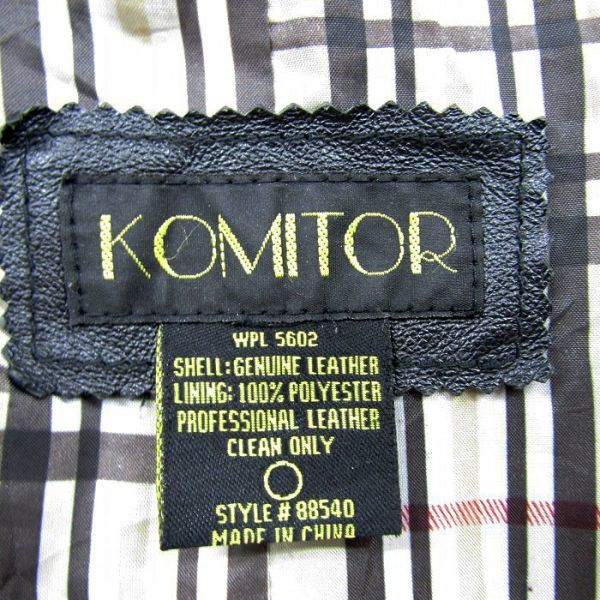 KOMITOR
WPL 5602
SHELL: GENUINE LEATHER
LINING: 100% POLYESTER
PROFESSIONAL LEATHER
CLEAN ONLY
STYLE # 88540
MADE IN CHINA